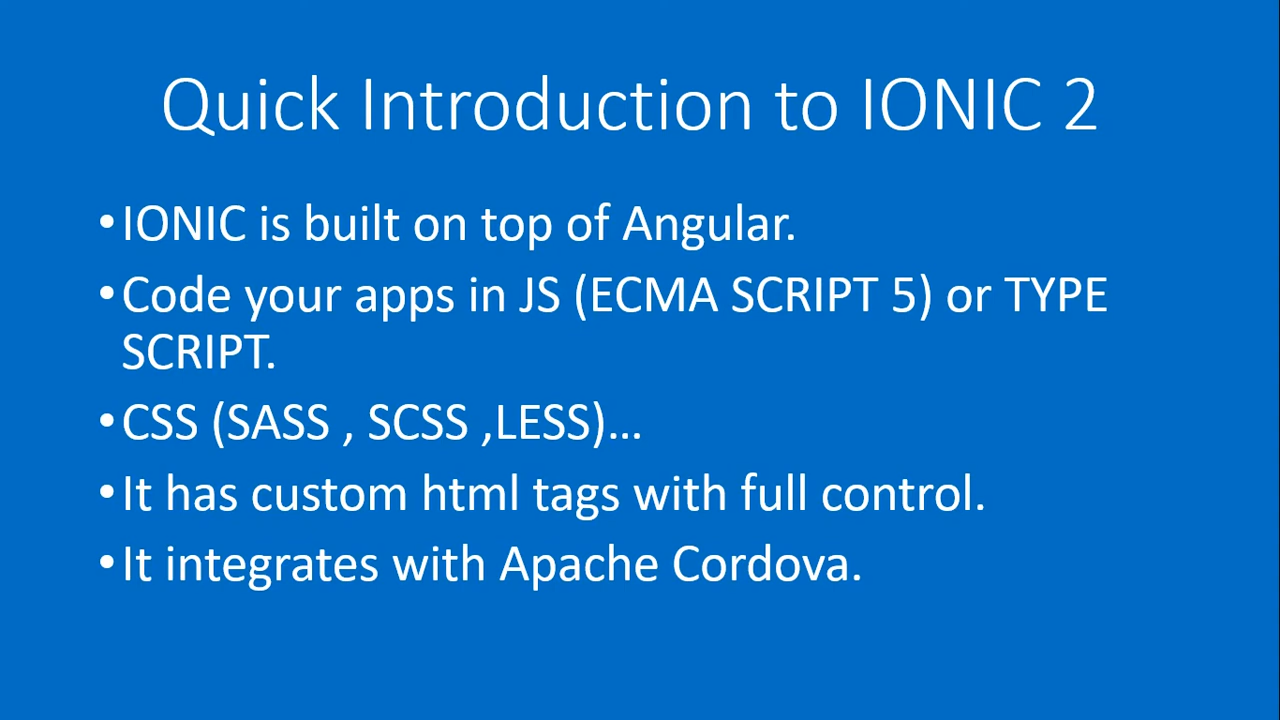 Quick Introduction to IONIC 2
•IONIC is built on top of Angular.
•Code your apps in JS (ECMA SCRIPT 5) or TYPE
SCRIPT.
•CSS (SASS , SCSS ,LESS)...
•It has custom html tags with full control.
•It integrates with Apache Cordova.